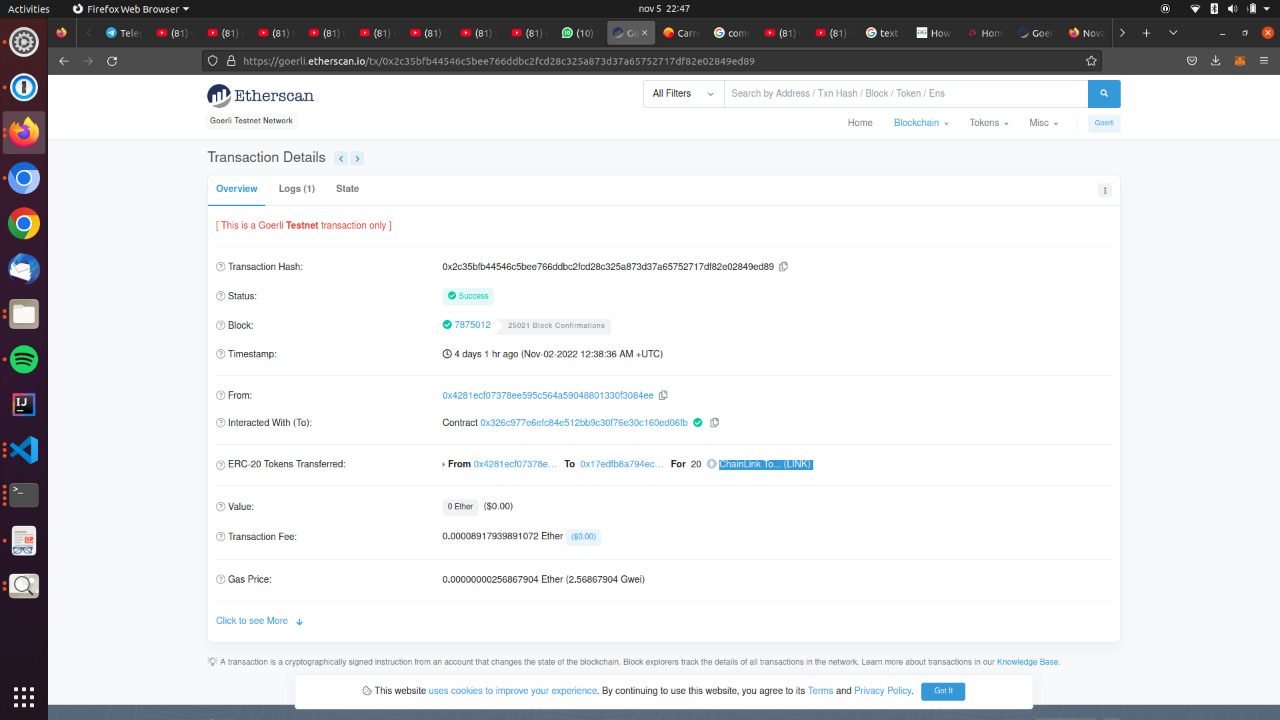 Activities Firefox Web Browser nov 5 22:47
Tele (81) (81) (81) (81) (81) (81) (81) (81) (10) Go Carr como (81) (81) text How Hom Goer Nova
https://goerli.etherscan.io/tx/0x2c35bfb44546c5bee766ddbc2fcd28c325a873d37a65752717df82e02849ed89
Etherscan
Goerli Testnet Network
All Filters Search by Address / Txn Hash / Block / Token / Ens
Home Blockchain Tokens Misc Goerli
Transaction Details
Overview Logs (1) State
[ This is a Goerli Testnet transaction only ]
Transaction Hash: 0x2c35bfb44546c5bee766ddbc2fcd28c325a873d37a65752717df82e02849ed89
Status: Success
Block: 7875012 25021 Block Confirmations
Timestamp: 4 days 1 hr ago (Nov-02-2022 12:38:36 AM +UTC)
From: 0x4281ecf07378ee595c564a59048801330f3084ee
Interacted With (To): Contract 0x326c977e6efc84e512bb9c30f76e30c160ed06fb
ERC-20 Tokens Transferred: From 0x4281ecf07378e... To 0x17edfb8a794ec... For 20 ChainLink To... (LINK)
Value: 0 Ether ($0.00)
Transaction Fee: 0.00008917939891072 Ether ($0.00)
Gas Price: 0.00000000256867904 Ether (2.56867904 Gwei)
Click to see More
A transaction is a cryptographically signed instruction from an account that changes the state of the blockchain. Block explorers track the details of all transactions in the network. Learn more about transactions in our Knowledge Base.
This website uses cookies to improve your experience. By continuing to use this website, you agree to its Terms and Privacy Policy. Got It